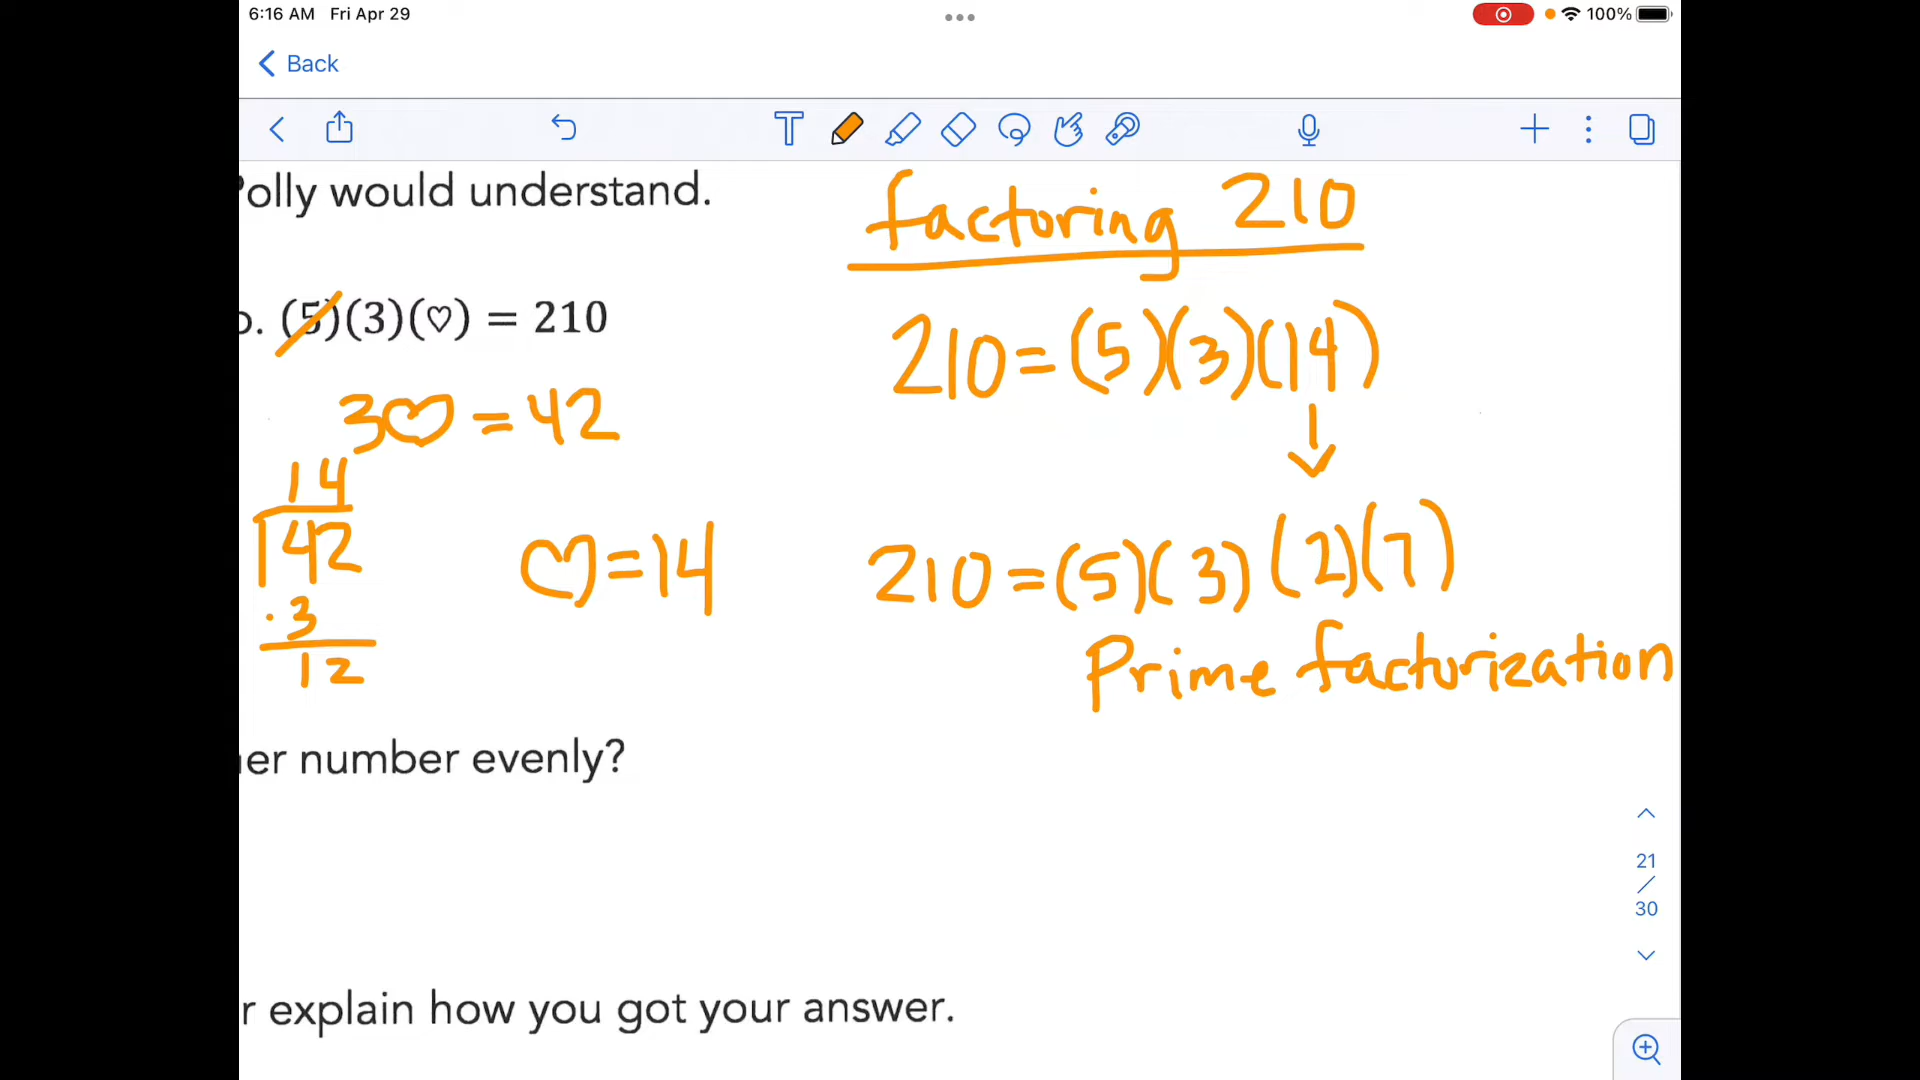 6:16 AM Fri Apr 29
100%
Back
Polly would understand.
factoring 210
(5)(3)(♡) = 210
210=(5)(3)(14)
3♡=42
14
42
3
12
♡=14
210=(5)(3)(2)(7)
Prime factorization
er number evenly?
r explain how you got your answer.
21
/
30